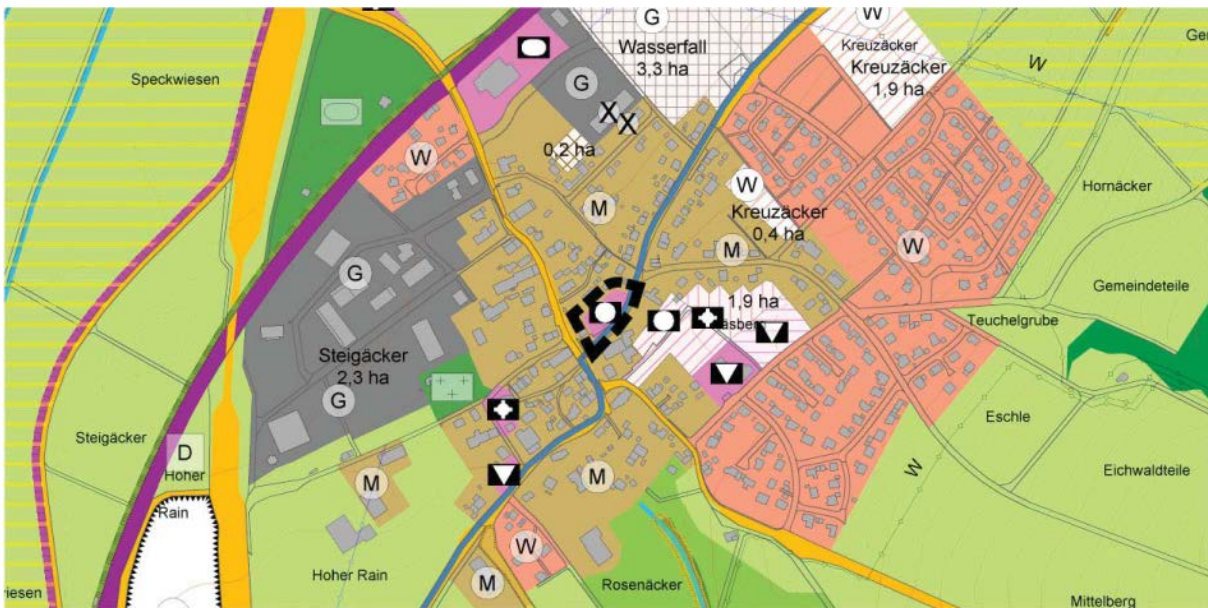 G
Wasserfall
3,3 ha
W
Kreuzäcker
Kreuzäcker
1,9 ha
W
Speckwiesen
G
X
X
W
0,2 ha
Hornäcker
W
Kreuzäcker
0,4 ha
M
M
W
G
Gemeindeteile
1,9 ha
Teuchelgrube
Steigäcker
2,3 ha
G
Eschle
Steigäcker
D
Hoher
Rain
M
M
W
Eichwaldteile
W
Hoher Rain
M
Rosenäcker
Mittelberg